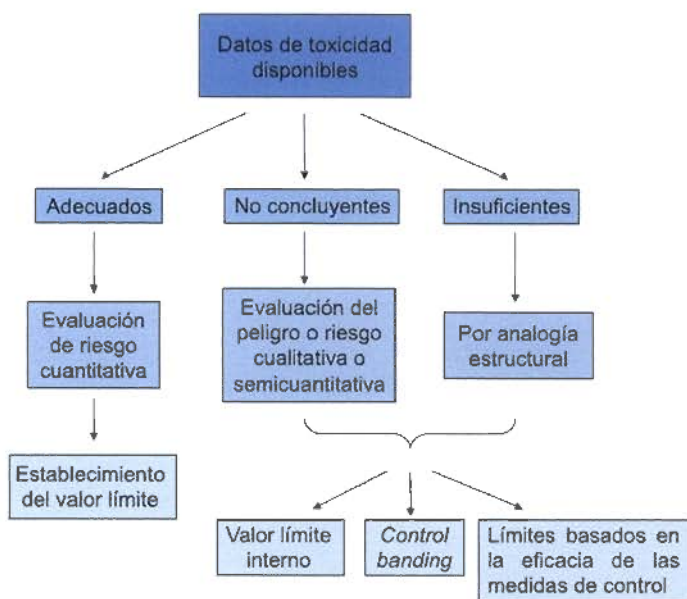 Datos de toxicidad
disponibles
Adecuados
No concluyentes
Insuficientes
Evaluación
de riesgo
cuantitativa
Evaluación del
peligro o riesgo
cualitativa o
semicuantitativa
Por analogía
estructural
Establecimiento
del valor límite
Valor límite
interno
Control
banding
Límites basados en
la eficacia de las
medidas de control